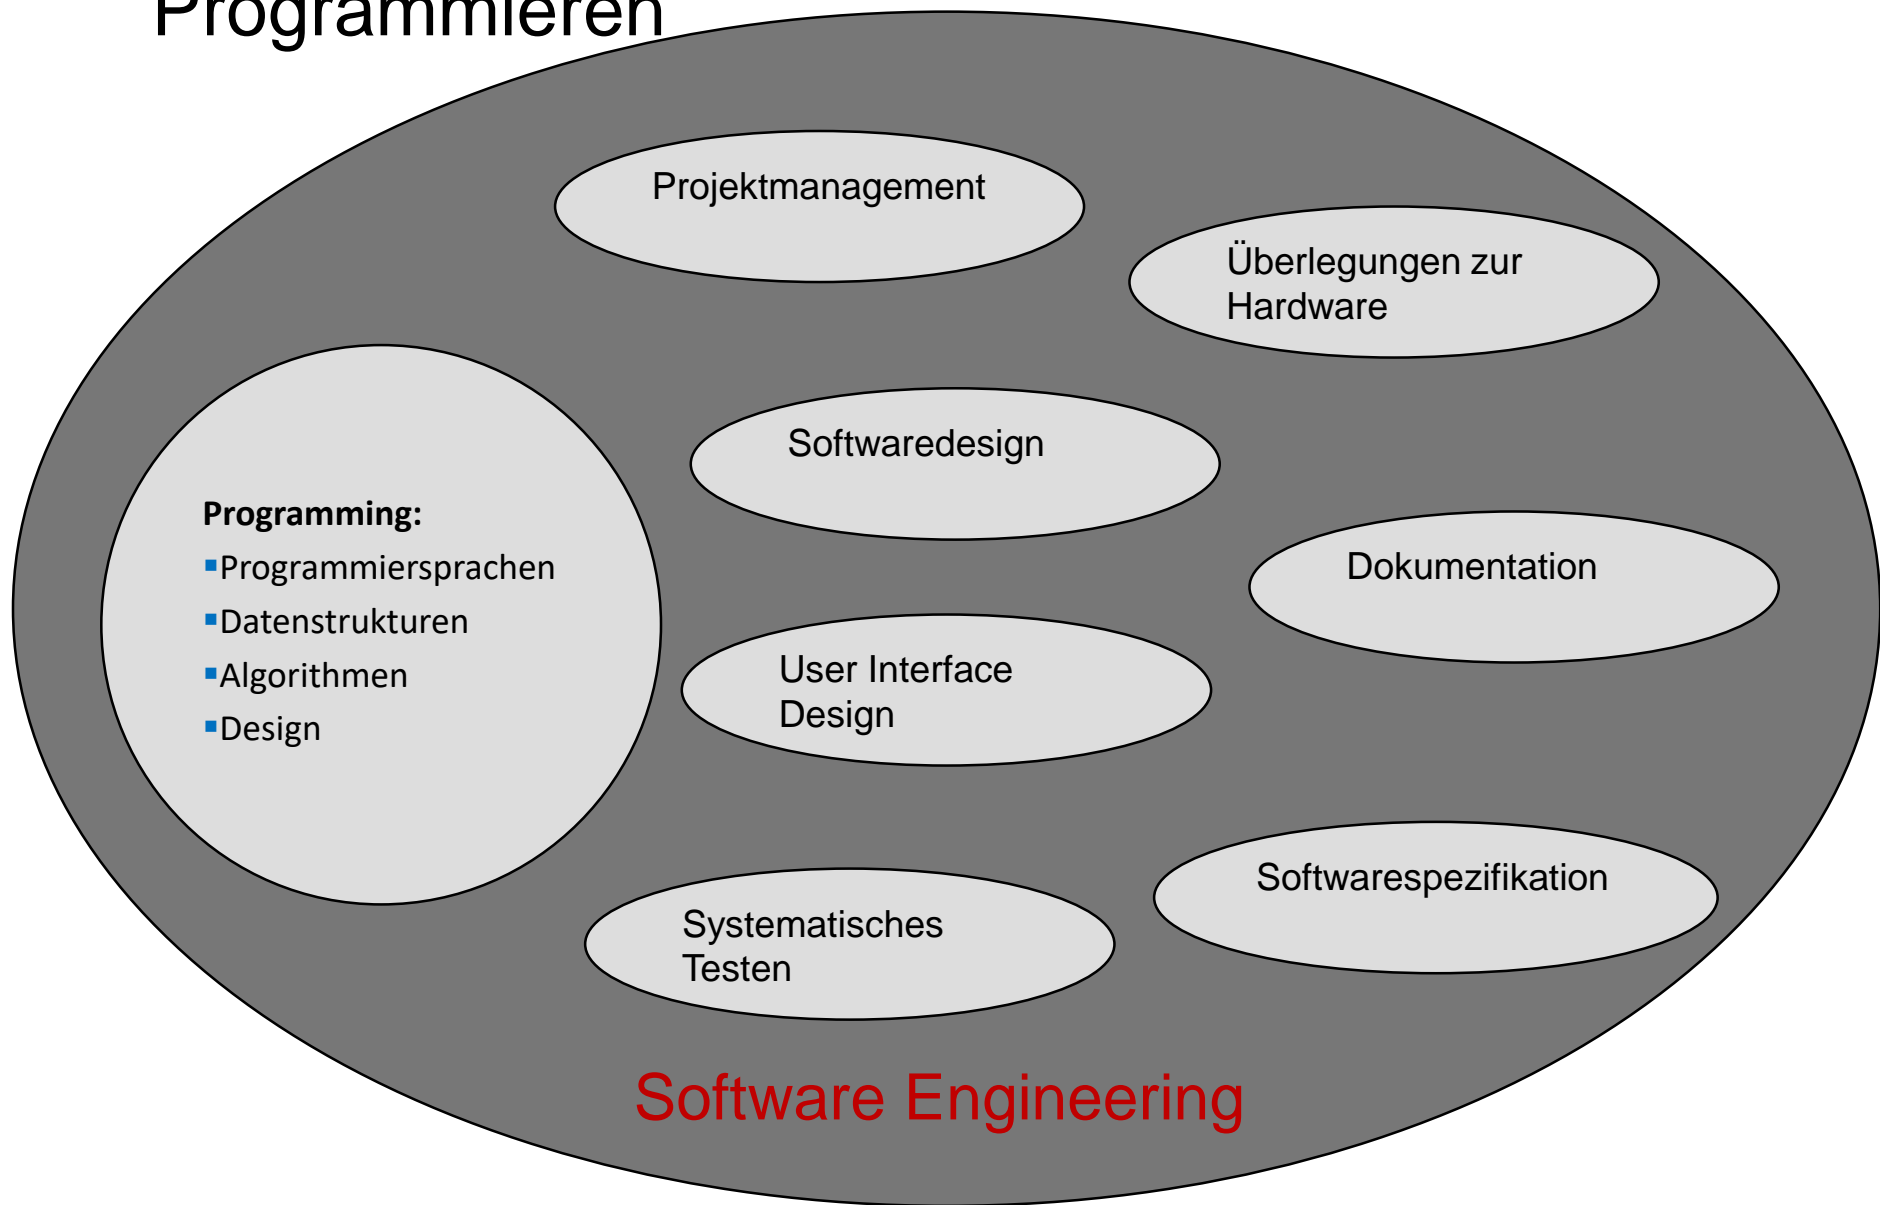 Programmieren
Projektmanagement
Überlegungen zur
Hardware
Softwaredesign
Programming:
▪Programmiersprachen
▪Datenstrukturen
▪Algorithmen
▪Design
Dokumentation
User Interface
Design
Softwarespezifikation
Systematisches
Testen
Software Engineering